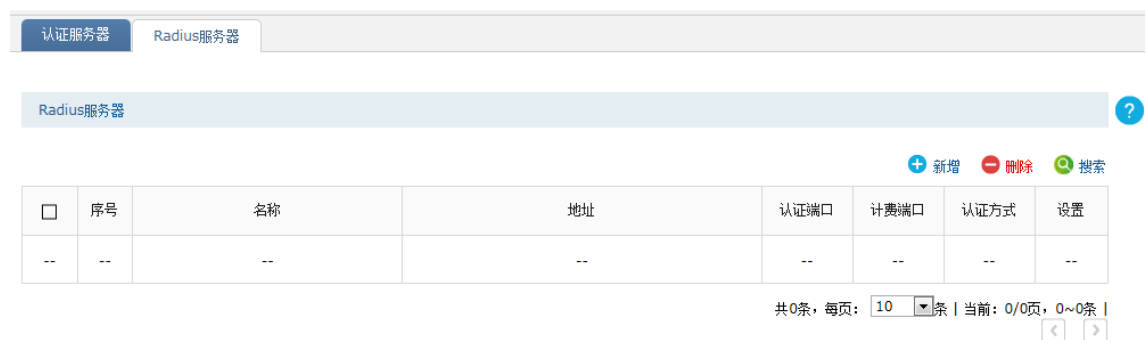 认证服务器 Radius服务器
Radius服务器
?
新增 删除 搜索
序号 名称 地址 认证端口 计费端口 认证方式 设置
-- -- -- -- -- -- -- --
共0条，每页： 10 条 | 当前：0/0页，0~0条 |
< >